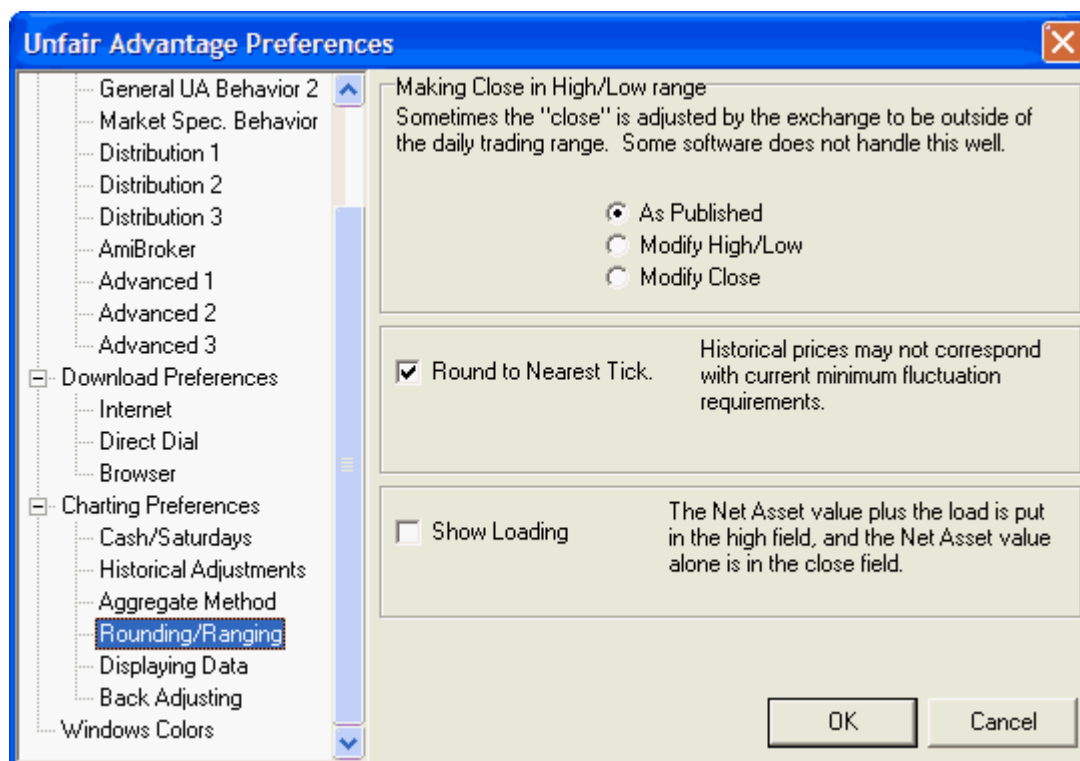 Unfair Advantage Preferences
General UA Behavior 2
Market Spec. Behavior
Distribution 1
Distribution 2
Distribution 3
AmiBroker
Advanced 1
Advanced 2
Advanced 3
Download Preferences
Internet
Direct Dial
Browser
Charting Preferences
Cash/Saturdays
Historical Adjustments
Aggregate Method
Rounding/Ranging
Displaying Data
Back Adjusting
Windows Colors
Making Close in High/Low range
Sometimes the "close" is adjusted by the exchange to be outside of
the daily trading range.  Some software does not handle this well.
As Published
Modify High/Low
Modify Close
Round to Nearest Tick.
Historical prices may not correspond
with current minimum fluctuation
requirements.
Show Loading
The Net Asset value plus the load is put
in the high field, and the Net Asset value
alone is in the close field.
OK
Cancel